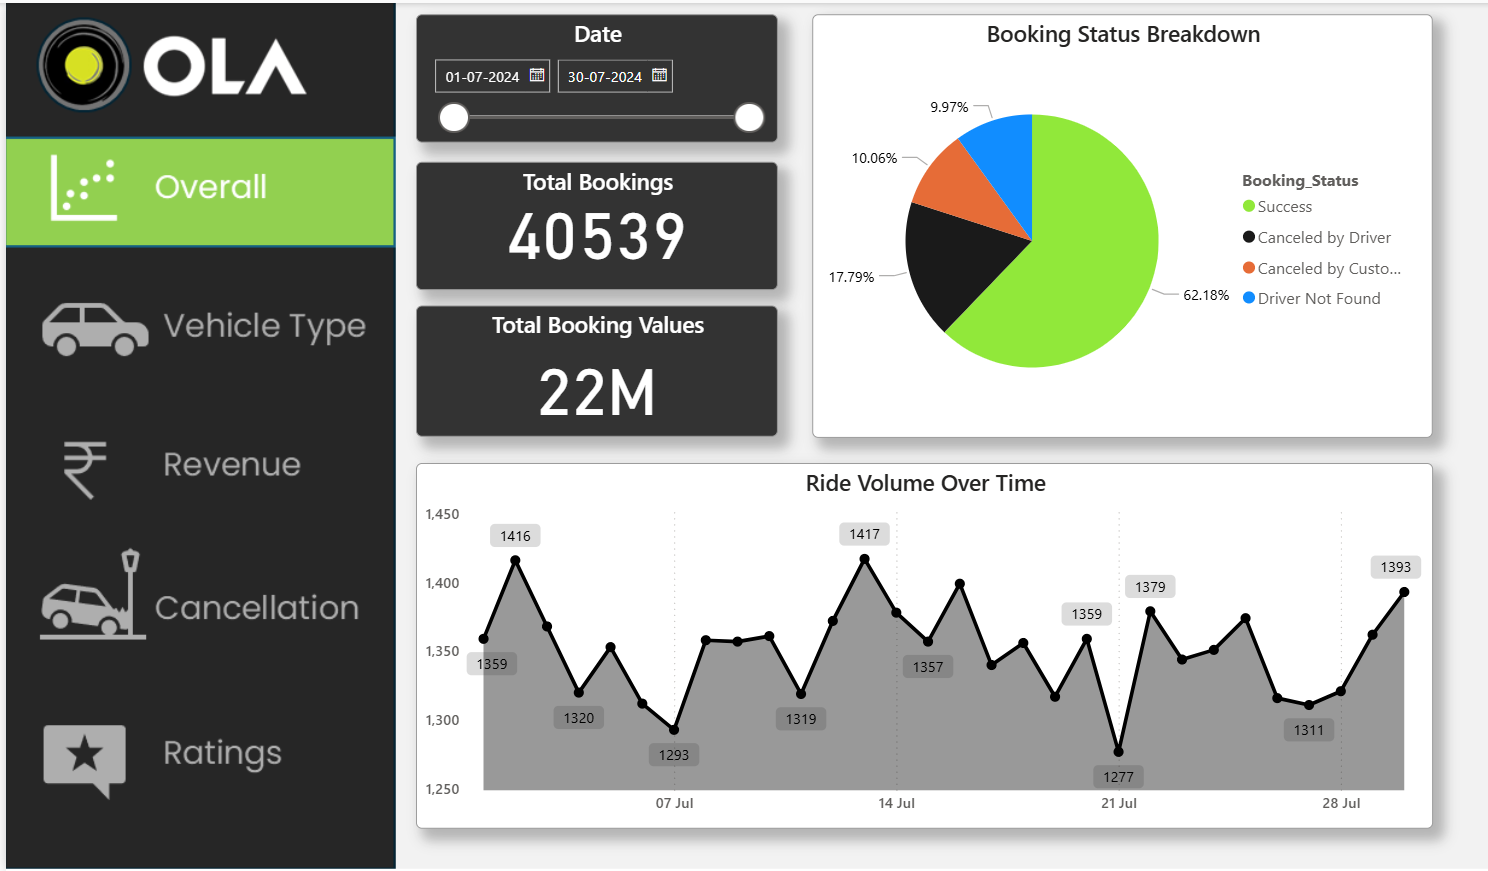 OLA
Overall
Vehicle Type
Revenue
Cancellation
Ratings
Date
01-07-2024 30-07-2024
Total Bookings
40539
Total Booking Values
22M
Booking Status Breakdown
9.97%
10.06%
17.79%
62.18%
Booking_Status
Success
Canceled by Driver
Canceled by Custo...
Driver Not Found
Ride Volume Over Time
1,450
1,400
1,350
1,300
1,250
1416
1417
1393
1379
1359
1359
1357
1320
1319
1311
1293
1277
07 Jul 14 Jul 21 Jul 28 Jul